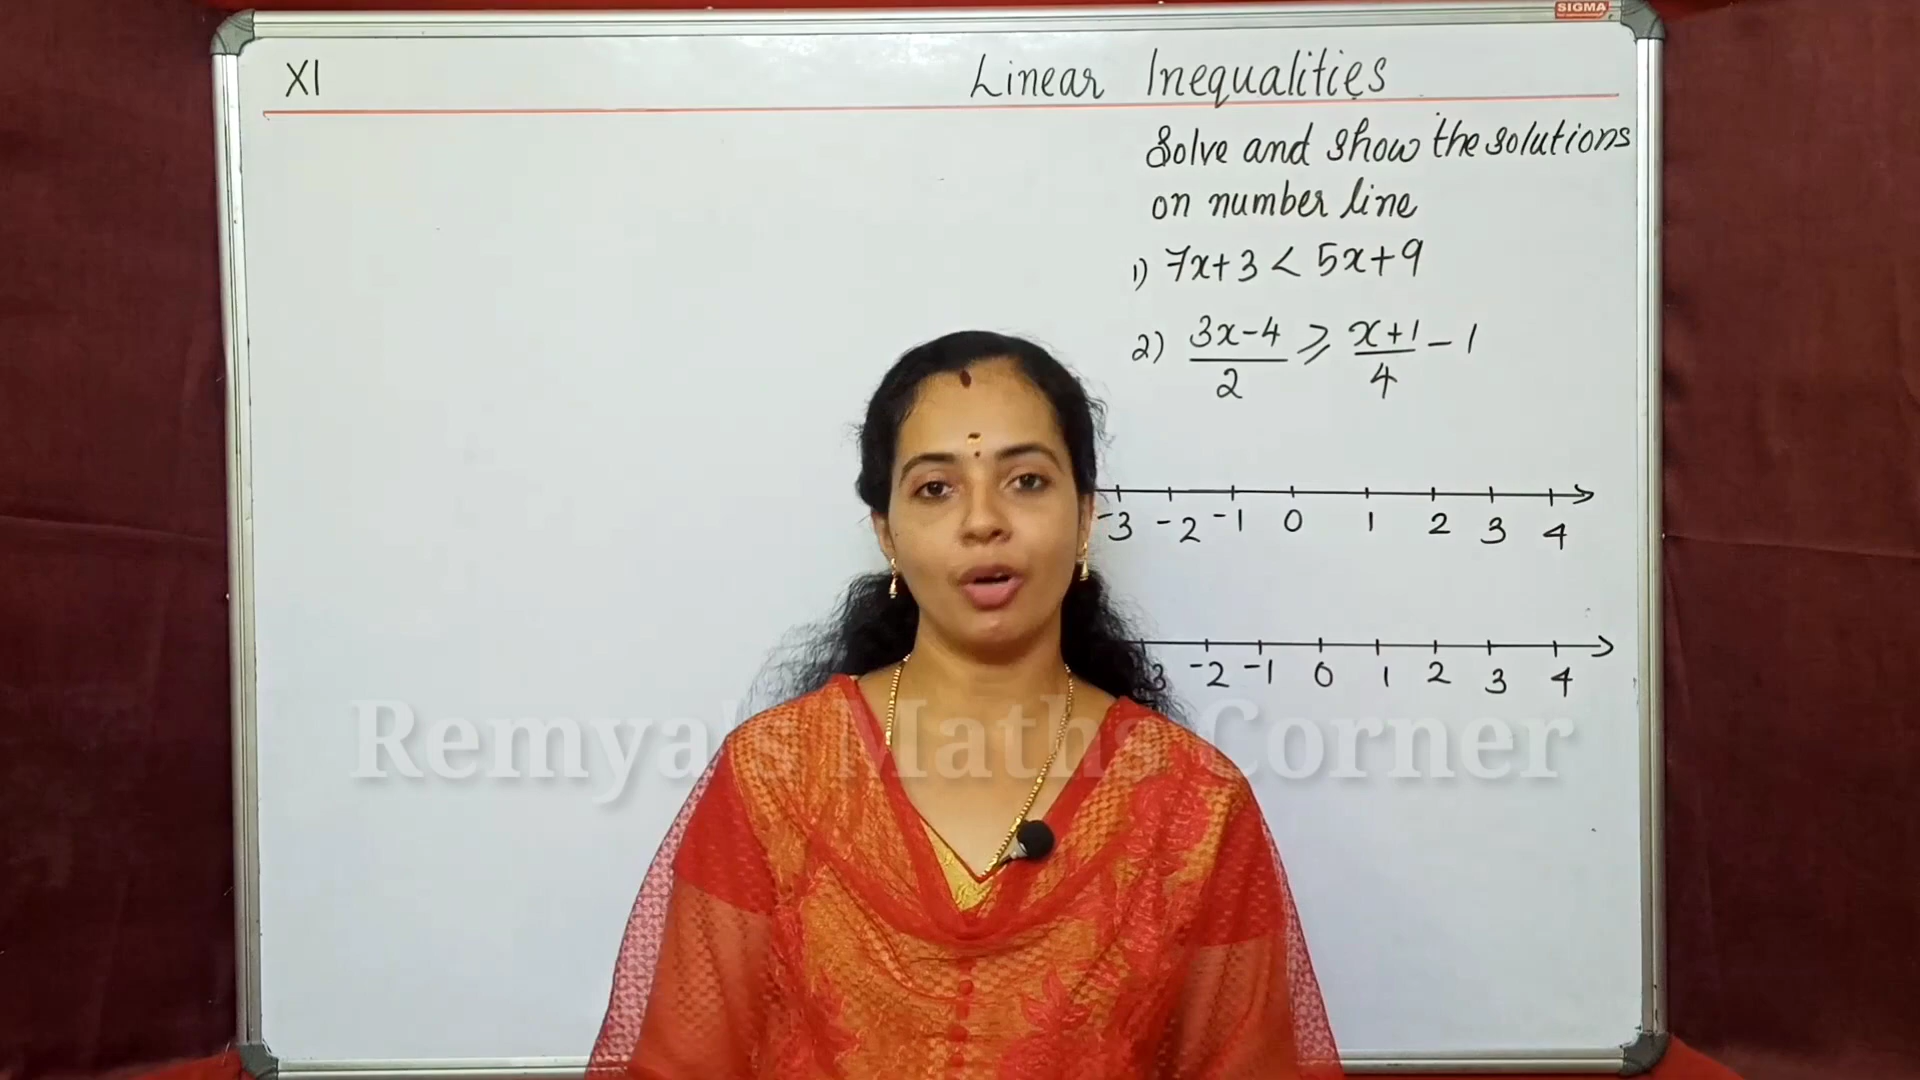 SIGMA
XI
Linear Inequalities
Solve and show the solutions
on number line
1) 7x+3 < 5x+9
2) (3x-4)/2 ⩾ (x+1)/4 - 1
-3 -2 -1 0 1 2 3 4
3 -2 -1 0 1 2 3 4
Remya's Maths Corner